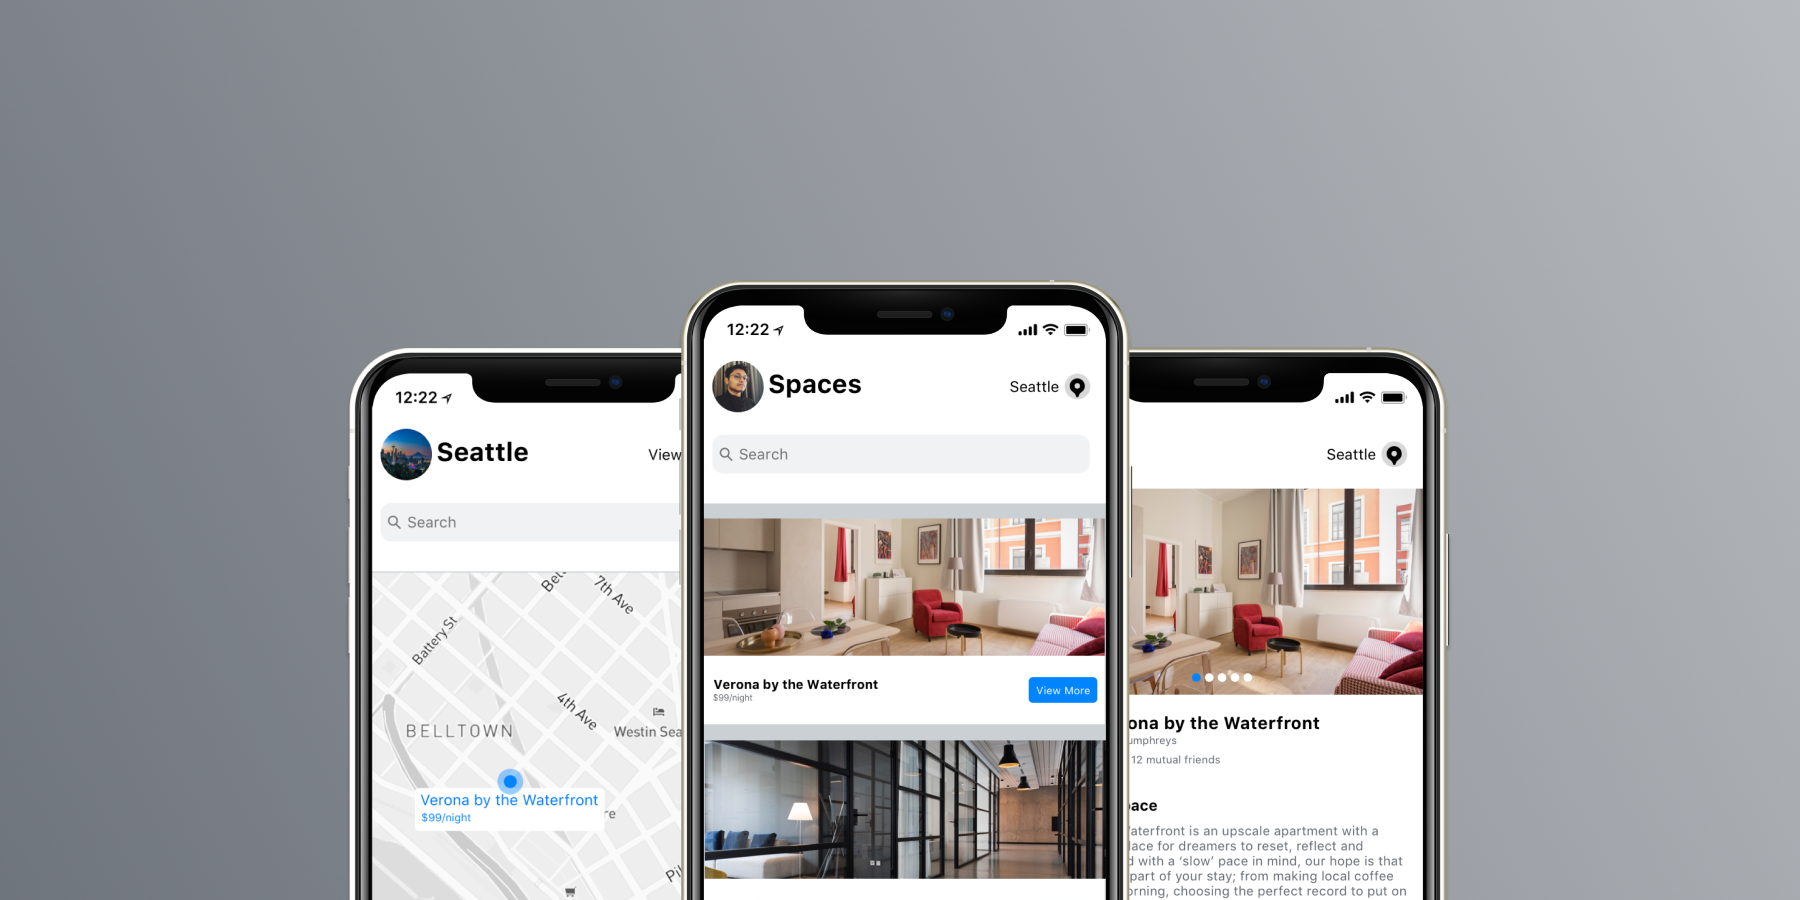 12:22
Seattle
View
Search
Bel
7th Ave
Battery St
4th Ave
BELLTOWN
Westin Sea
Verona by the Waterfront
$99/night
re
Pi
12:22
Spaces
Seattle
Search
Verona by the Waterfront
$99/night
View More
Seattle
ona by the Waterfront
umphreys
12 mutual friends
ace
aterfront is an upscale apartment with a
lace for dreamers to reset, reflect and
d with a ‘slow’ pace in mind, our hope is that
part of your stay; from making local coffee
orning, choosing the perfect record to put on